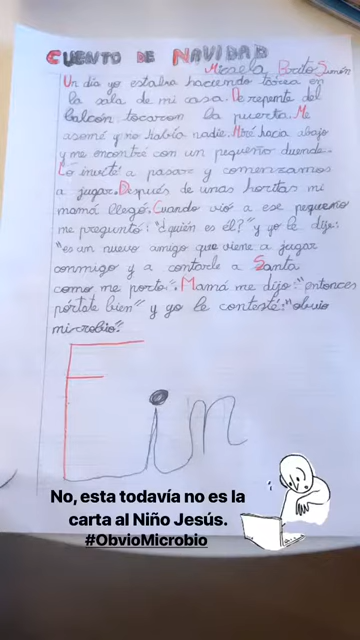 CUENTO DE NAVIDAD
Micaela
Un día yo estaba haciendo tarea en
la sala de mi casa. De repente del
balcón tocaron la puerta. Me
asomé y no había nadie. Miré hacia abajo
y me encontré con un pequeño duende.
Lo invité a pasar y comenzamos
a jugar. Después de unas horitas mi
mamá llegó. Cuando vio a ese pequeño
me preguntó: "¿quién es él?" y yo le dije:
"es un nuevo amigo que viene a jugar
conmigo y a contarle a Santa
como me porto". Mamá me dijo: "entonces
pórtate bien" y yo le contesté: "obvio
microbio".
Fin
No, esta todavía no es la
carta al Niño Jesús.
#ObvioMicrobio